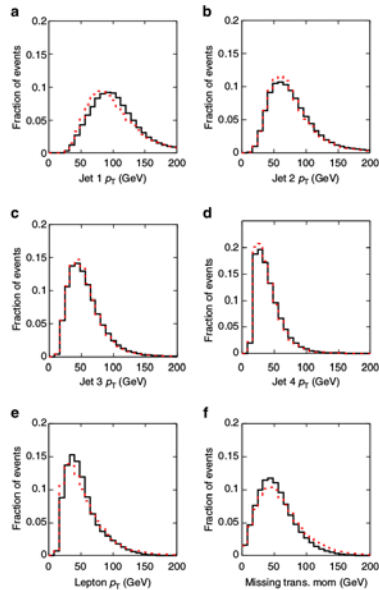 a
0.2
0.15
0.1
0.05
0
Fraction of events
0 50 100 150 200
Jet 1 pT (GeV)
b
0.2
0.15
0.1
0.05
0
Fraction of events
0 50 100 150 200
Jet 2 pT (GeV)
c
0.2
0.15
0.1
0.05
0
Fraction of events
0 50 100 150 200
Jet 3 pT (GeV)
d
0.2
0.15
0.1
0.05
0
Fraction of events
0 50 100 150 200
Jet 4 pT (GeV)
e
0.2
0.15
0.1
0.05
0
Fraction of events
0 50 100 150 200
Lepton pT (GeV)
f
0.2
0.15
0.1
0.05
0
Fraction of events
0 50 100 150 200
Missing trans. mom (GeV)